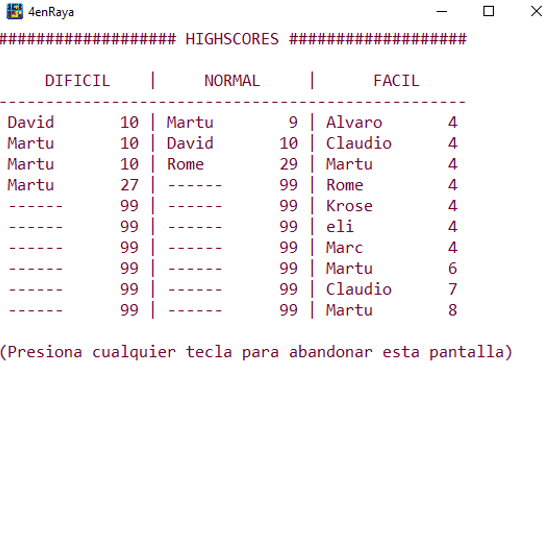 4enRaya
################### HIGHSCORES ###################
DIFICIL | NORMAL | FACIL
---------------------------------------------------
David 10 | Martu 9 | Alvaro 4
Martu 10 | David 10 | Claudio 4
Martu 10 | Rome 29 | Martu 4
Martu 27 | ------ 99 | Rome 4
------ 99 | ------ 99 | Krose 4
------ 99 | ------ 99 | eli 4
------ 99 | ------ 99 | Marc 4
------ 99 | ------ 99 | Martu 6
------ 99 | ------ 99 | Claudio 7
------ 99 | ------ 99 | Martu 8
(Presiona cualquier tecla para abandonar esta pantalla)